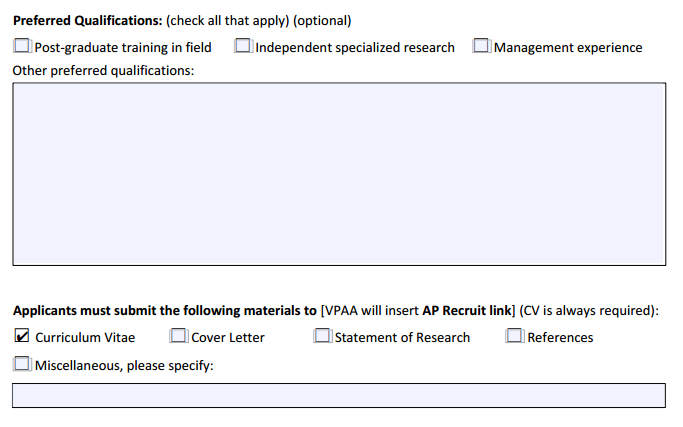 Preferred Qualifications: (check all that apply) (optional)
Post-graduate training in field Independent specialized research Management experience
Other preferred qualifications:
Applicants must submit the following materials to [VPAA will insert AP Recruit link] (CV is always required):
Curriculum Vitae Cover Letter Statement of Research References
Miscellaneous, please specify: